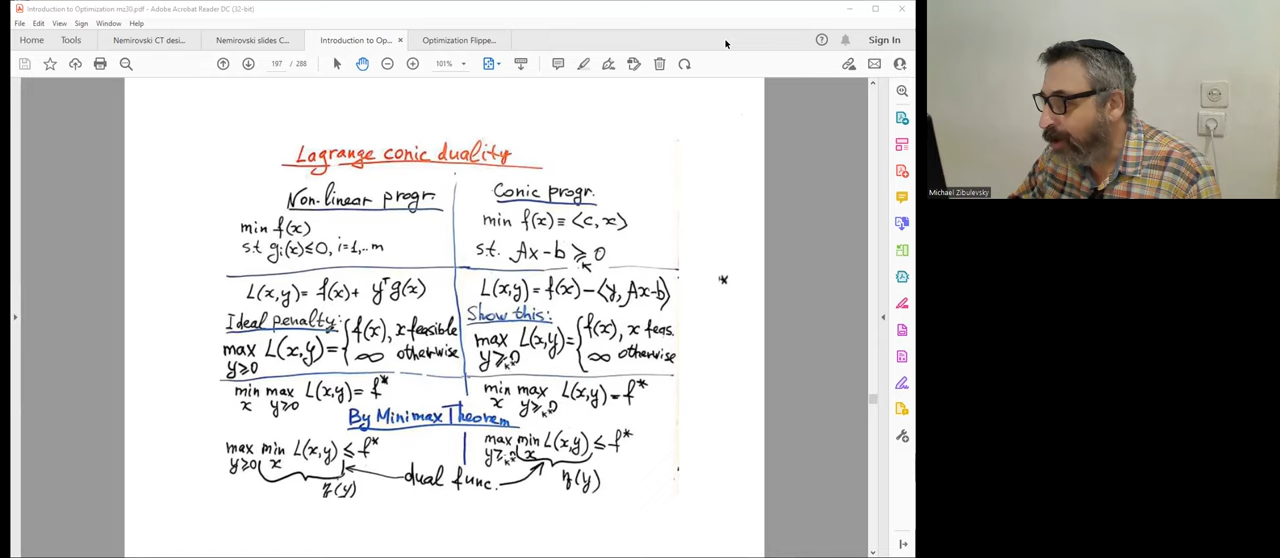 Introduction to Optimization mz30.pdf - Adobe Acrobat Reader DC (32-bit)
File Edit View Sign Window Help
Home Tools Nemirovski CT desi... Nemirovski slides C... Introduction to Op... × Optimization Flippe... Sign In
197 / 288 101%
Lagrange conic duality
Non-linear progr.
min f(x)
s.t gi(x)≤0, i=1,..m
Conic progr.
min f(x) ≡ ⟨c, x⟩
s.t. Ax-b ≥_K 0
L(x,y)= f(x)+ yᵀg(x)
Ideal penalty:
max L(x,y)= { f(x), x feasible
y≥0 ∞ otherwise
L(x,y)= f(x) - ⟨y, Ax-b⟩
Show this:
max L(x,y)= { f(x), x feas.
y≥_K* 0 ∞ otherwise
min max L(x,y)= f*
x y≥0
min max L(x,y)= f*
x y≥_K* 0
By Minimax Theorem
max min L(x,y) ≤ f*
y≥0 x
max min L(x,y) ≤ f*
y≥_K* 0 x
η(y) dual func. η(y)
Michael Zibulevsky